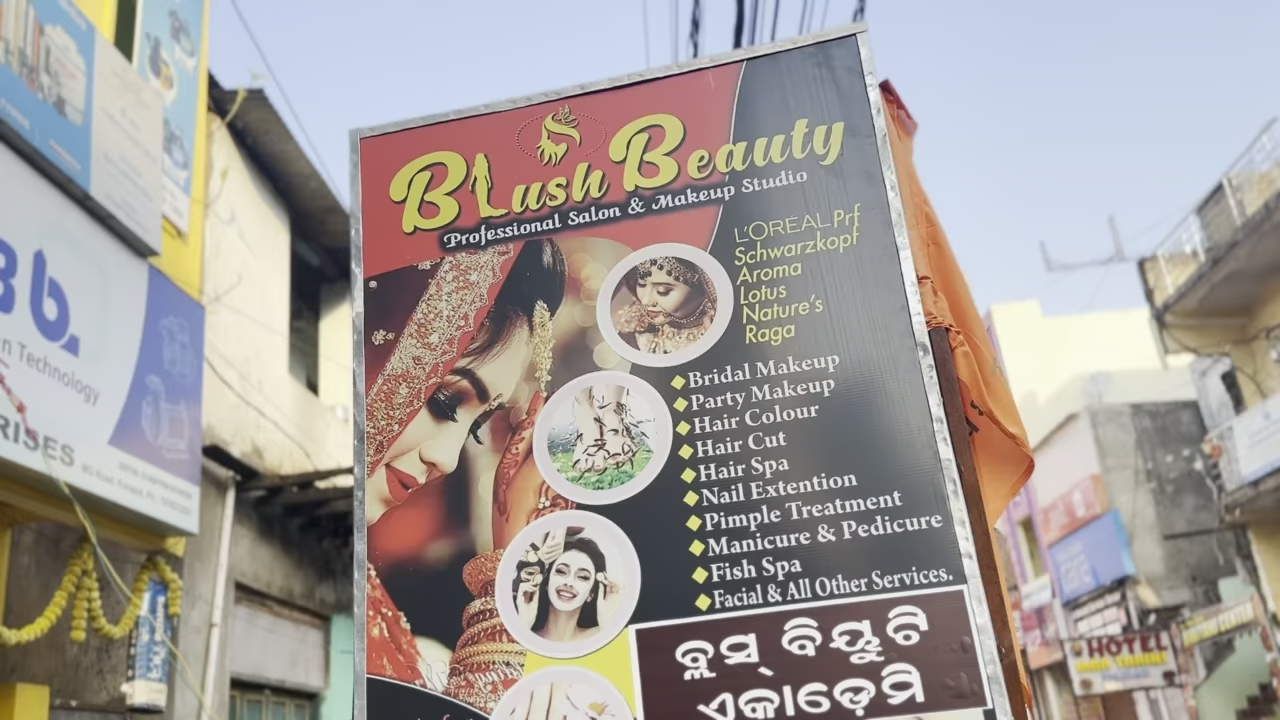 Blush Beauty
Professional Salon & Makeup Studio
L'ORÉAL Prf
Schwarzkopf
Aroma
Lotus
Nature's
Raga
Bridal Makeup
Party Makeup
Hair Colour
Hair Cut
Hair Spa
Nail Extention
Pimple Treatment
Manicure & Pedicure
Fish Spa
Facial & All Other Services.
ବ୍ଲସ୍ ବିୟୁଟି
ଏକାଡ଼େମି
b
n Technology
RISES
HOTEL